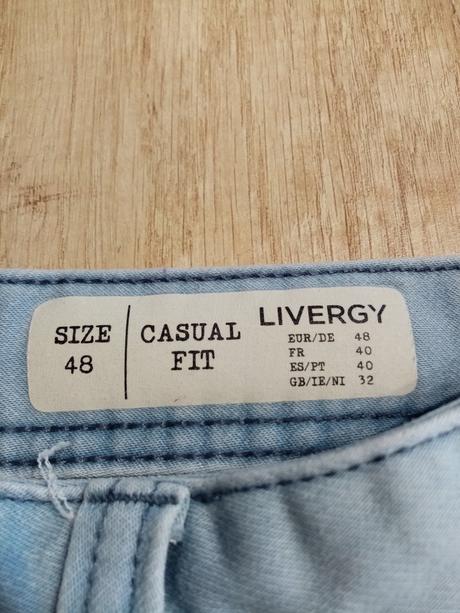 SIZE
48
CASUAL
FIT
LIVERGY
EUR/DE 48
FR 40
ES/PT 40
GB/IE/NI 32